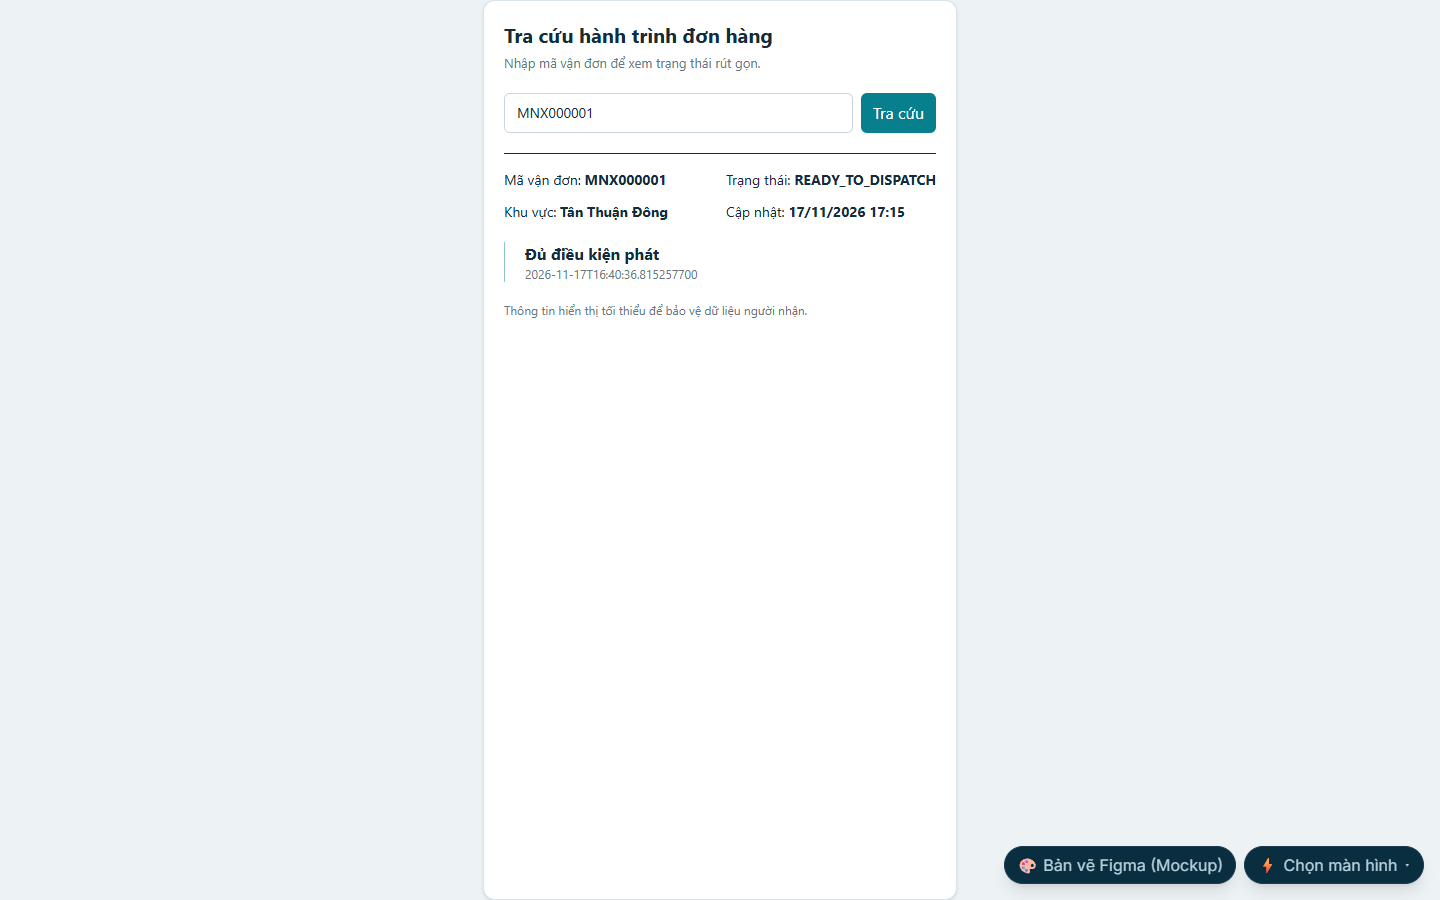 Tra cứu hành trình đơn hàng
Nhập mã vận đơn để xem trạng thái rút gọn.
MNX000001
Tra cứu
Mã vận đơn: MNX000001
Trạng thái: READY_TO_DISPATCH
Khu vực: Tân Thuận Đông
Cập nhật: 17/11/2026 17:15
Đủ điều kiện phát
2026-11-17T16:40:36.815257700
Thông tin hiển thị tối thiểu để bảo vệ dữ liệu người nhận.
Bản vẽ Figma (Mockup)
Chọn màn hình